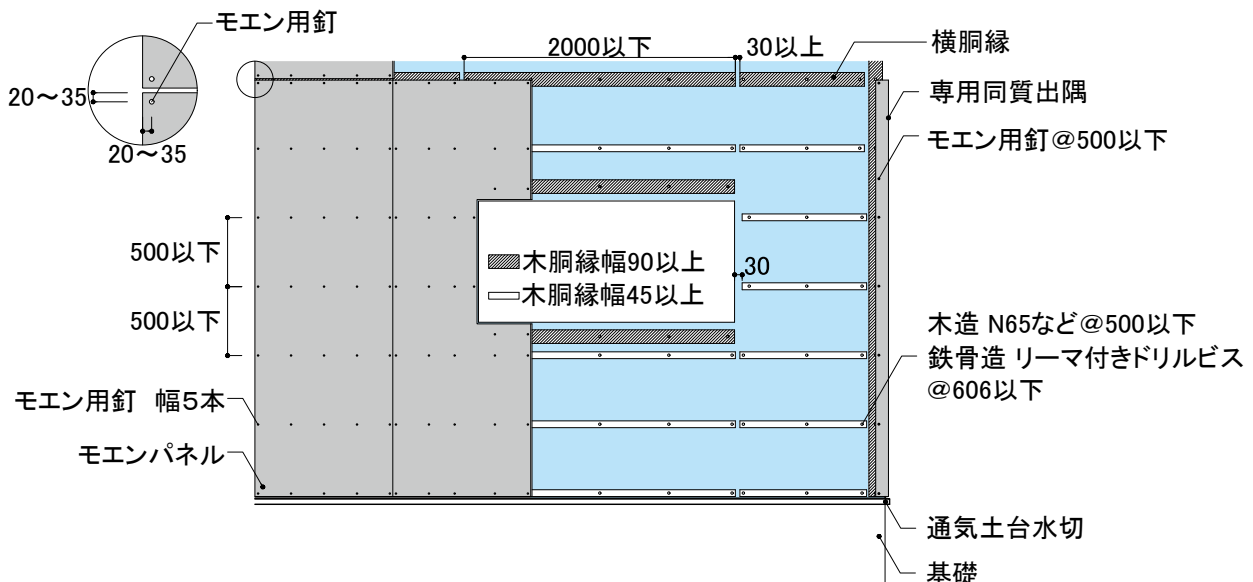 モエン用釘
2000以下
30以上
横胴縁
20～35
20～35
専用同質出隅
モエン用釘@500以下
500以下
木胴縁幅90以上
30
木胴縁幅45以上
500以下
木造 N65など@500以下
鉄骨造 リーマ付きドリルビス
@606以下
モエン用釘 幅5本
モエンパネル
通気土台水切
基礎